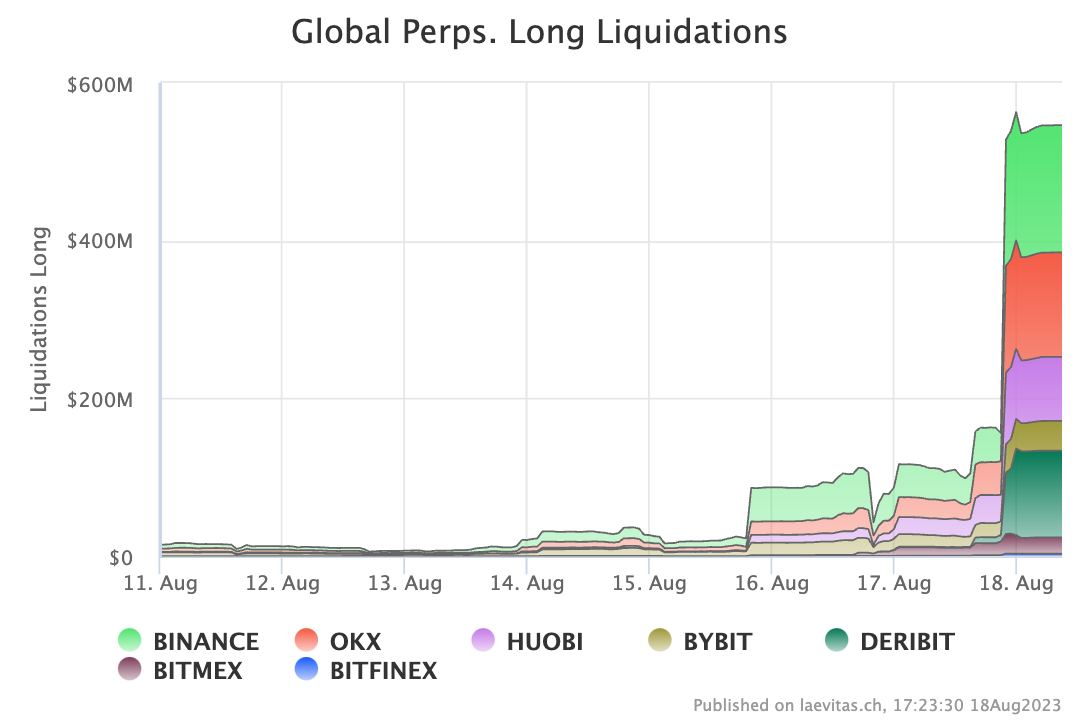 Global Perps. Long Liquidations
$600M
$400M
$200M
$0
Liquidations Long
11. Aug 12. Aug 13. Aug 14. Aug 15. Aug 16. Aug 17. Aug 18. Aug
BINANCE OKX HUOBI BYBIT DERIBIT
BITMEX BITFINEX
Published on laevitas.ch, 17:23:30 18Aug2023